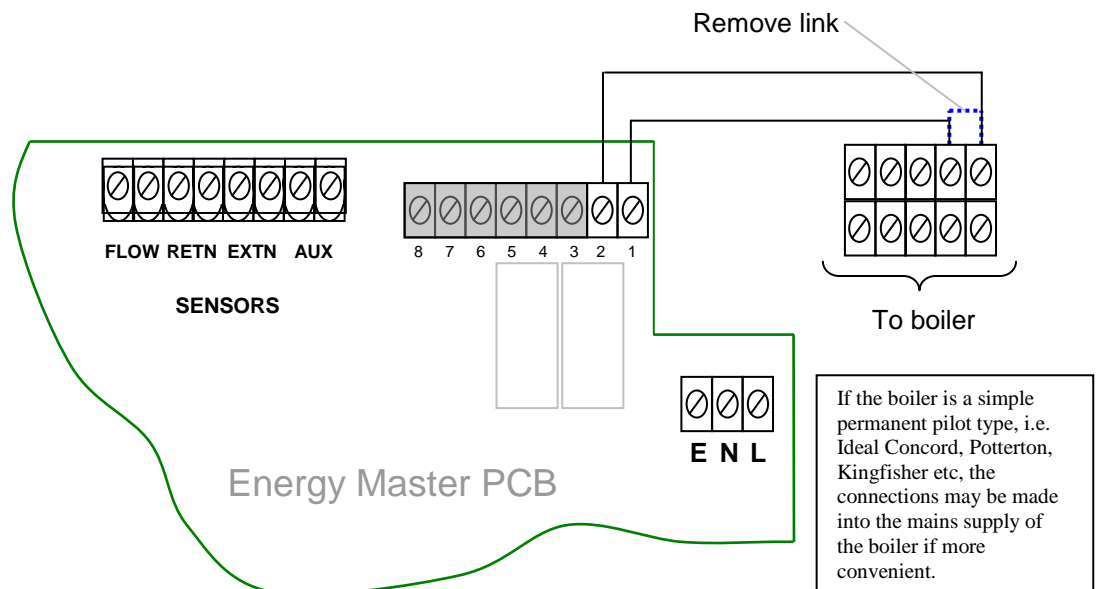 Remove link
FLOW RETN EXTN AUX
8 7 6 5 4 3 2 1
SENSORS
To boiler
E N L
Energy Master PCB
If the boiler is a simple
permanent pilot type, i.e.
Ideal Concord, Potterton,
Kingfisher etc, the
connections may be made
into the mains supply of
the boiler if more
convenient.